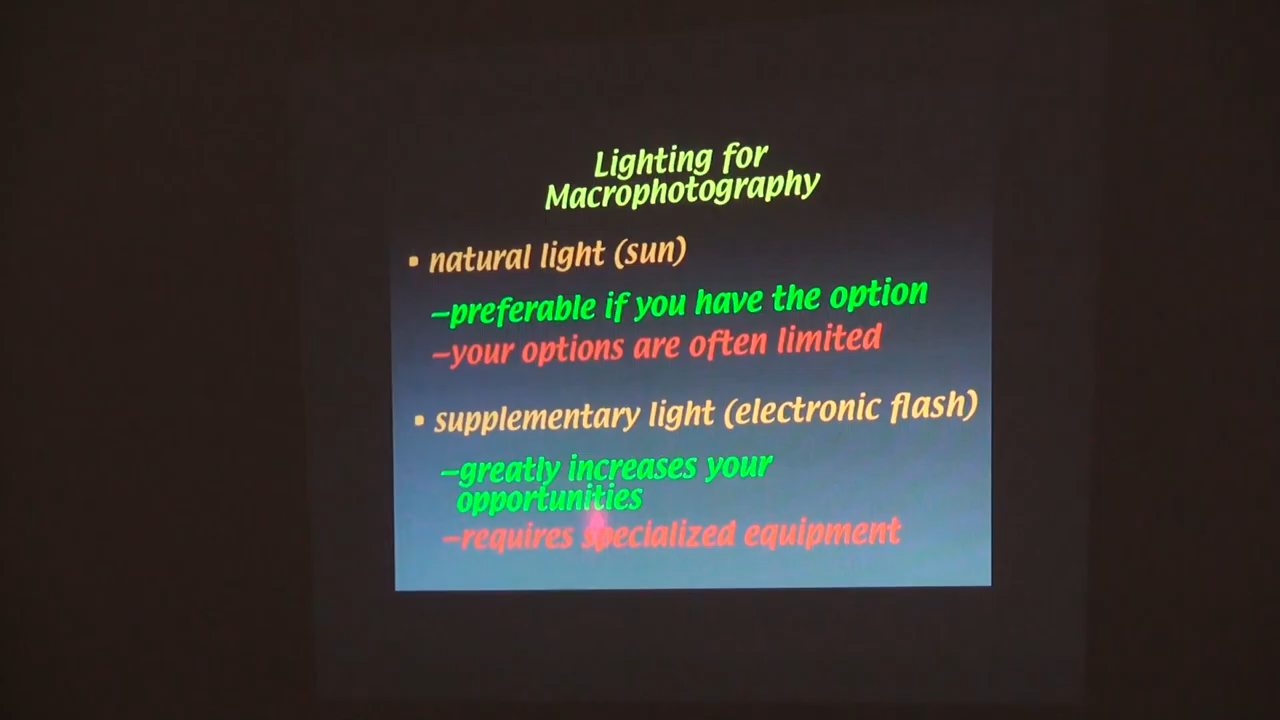 Lighting for
Macrophotography
▪ natural light (sun)
–preferable if you have the option
–your options are often limited
▪ supplementary light (electronic flash)
–greatly increases your
opportunities
–requires specialized equipment